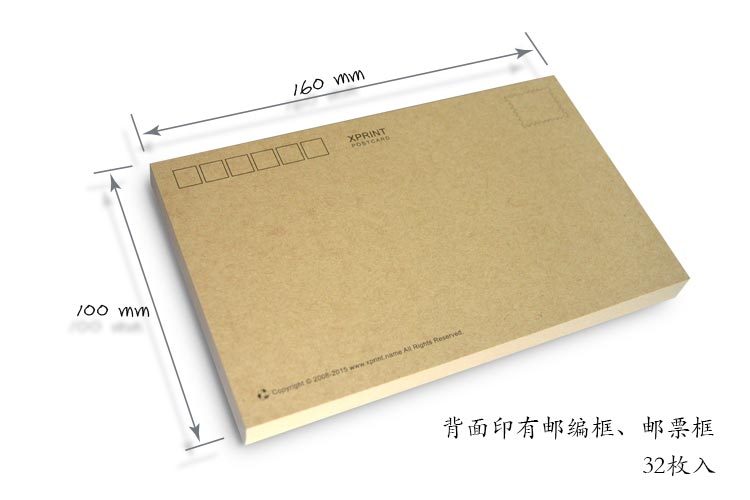 160 mm
XPRINT
POSTCARD
100 mm
Copyright © 2008-2015 www.xprint.name All Rights Reserved.
背面印有邮编框、邮票框
32枚入